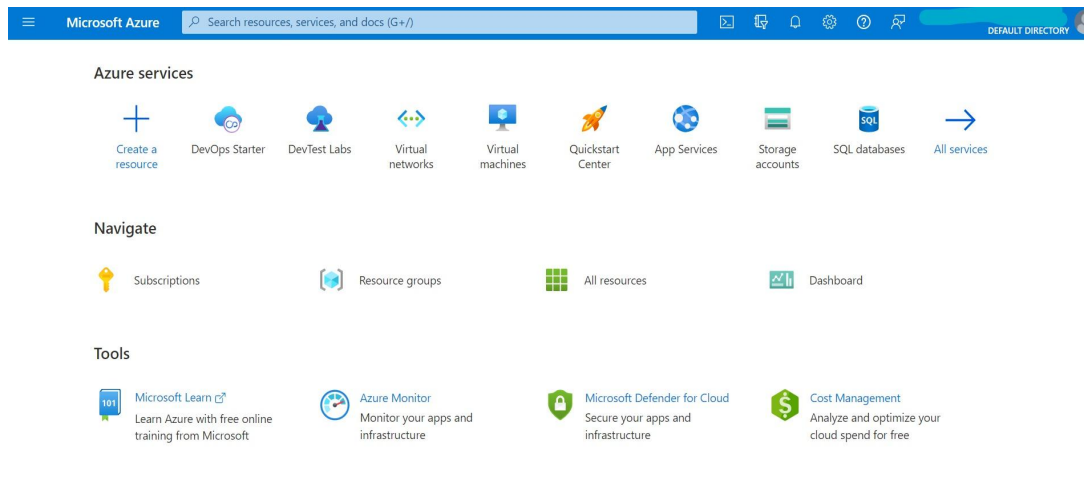 Microsoft Azure
Search resources, services, and docs (G+/)
DEFAULT DIRECTORY
Azure services
Create a
resource
DevOps Starter
DevTest Labs
Virtual
networks
Virtual
machines
Quickstart
Center
App Services
Storage
accounts
SQL
SQL databases
All services
Navigate
Subscriptions
Resource groups
All resources
Dashboard
Tools
101
Microsoft Learn
Learn Azure with free online
training from Microsoft
Azure Monitor
Monitor your apps and
infrastructure
Microsoft Defender for Cloud
Secure your apps and
infrastructure
$
Cost Management
Analyze and optimize your
cloud spend for free